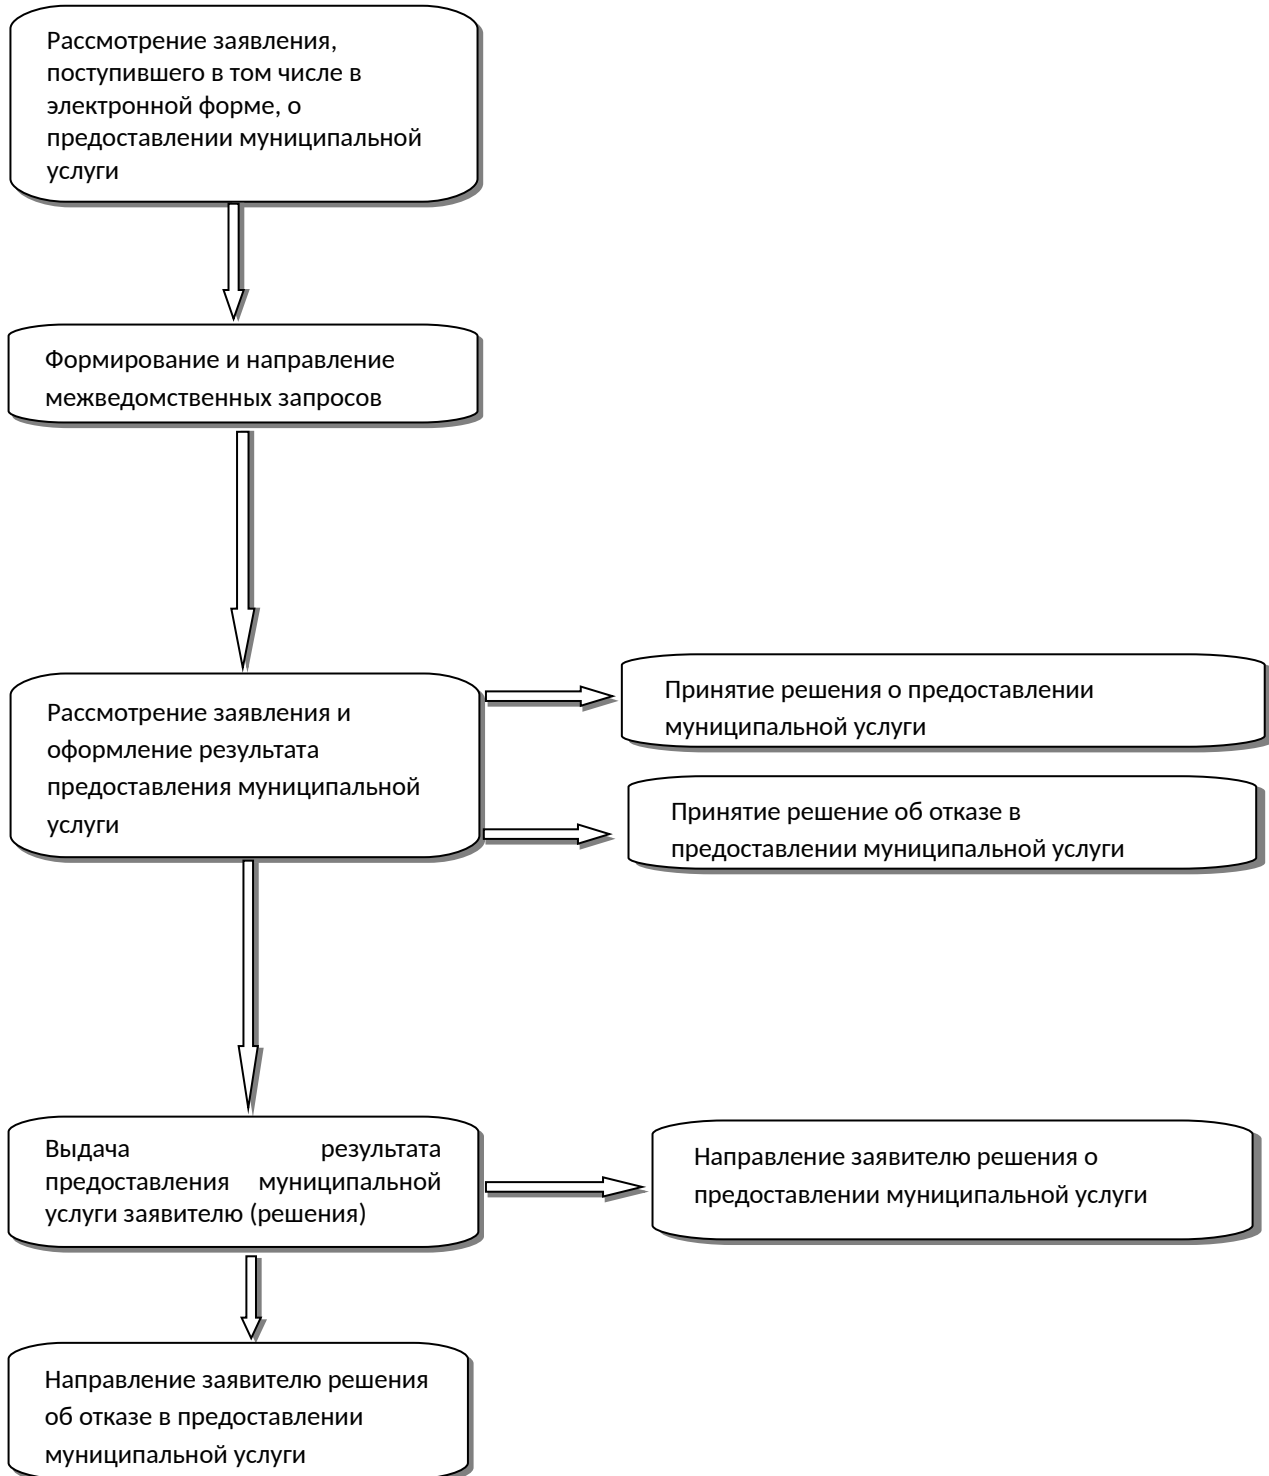 Рассмотрение заявления,
поступившего в том числе в
электронной форме, о
предоставлении муниципальной
услуги
Формирование и направление
межведомственных запросов
Рассмотрение заявления и
оформление результата
предоставления муниципальной
услуги
Принятие решения о предоставлении
муниципальной услуги
Принятие решение об отказе в
предоставлении муниципальной услуги
Выдача результата
предоставления муниципальной
услуги заявителю (решения)
Направление заявителю решения о
предоставлении муниципальной услуги
Направление заявителю решения
об отказе в предоставлении
муниципальной услуги